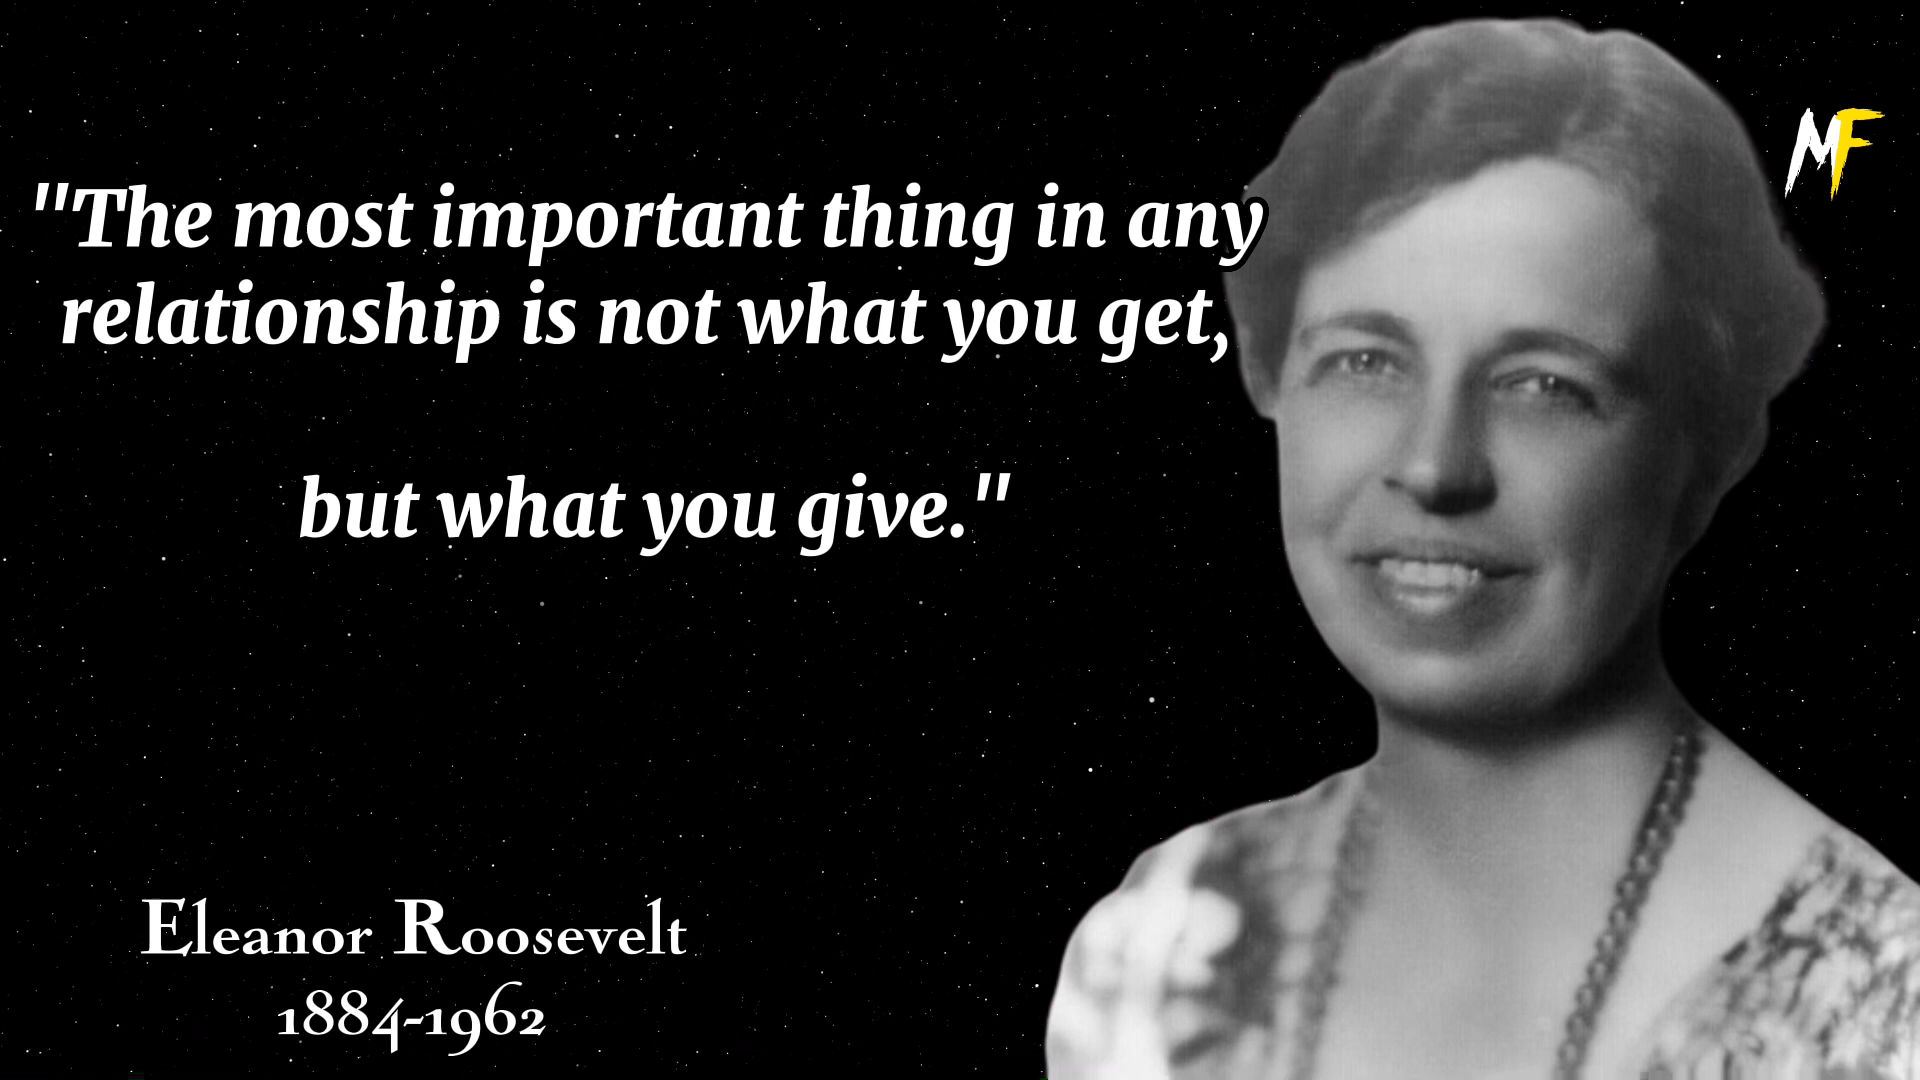 "The most important thing in any
relationship is not what you get,
but what you give."
Eleanor Roosevelt
1884-1962
MF